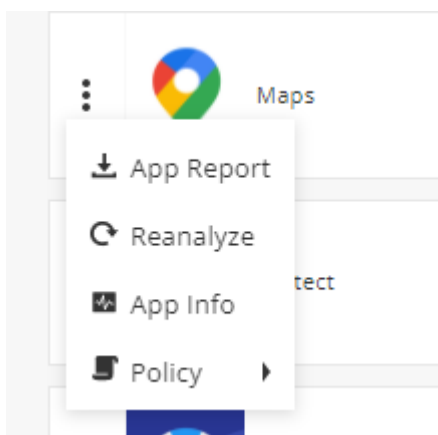 Maps
App Report
Reanalyze
tect
App Info
Policy